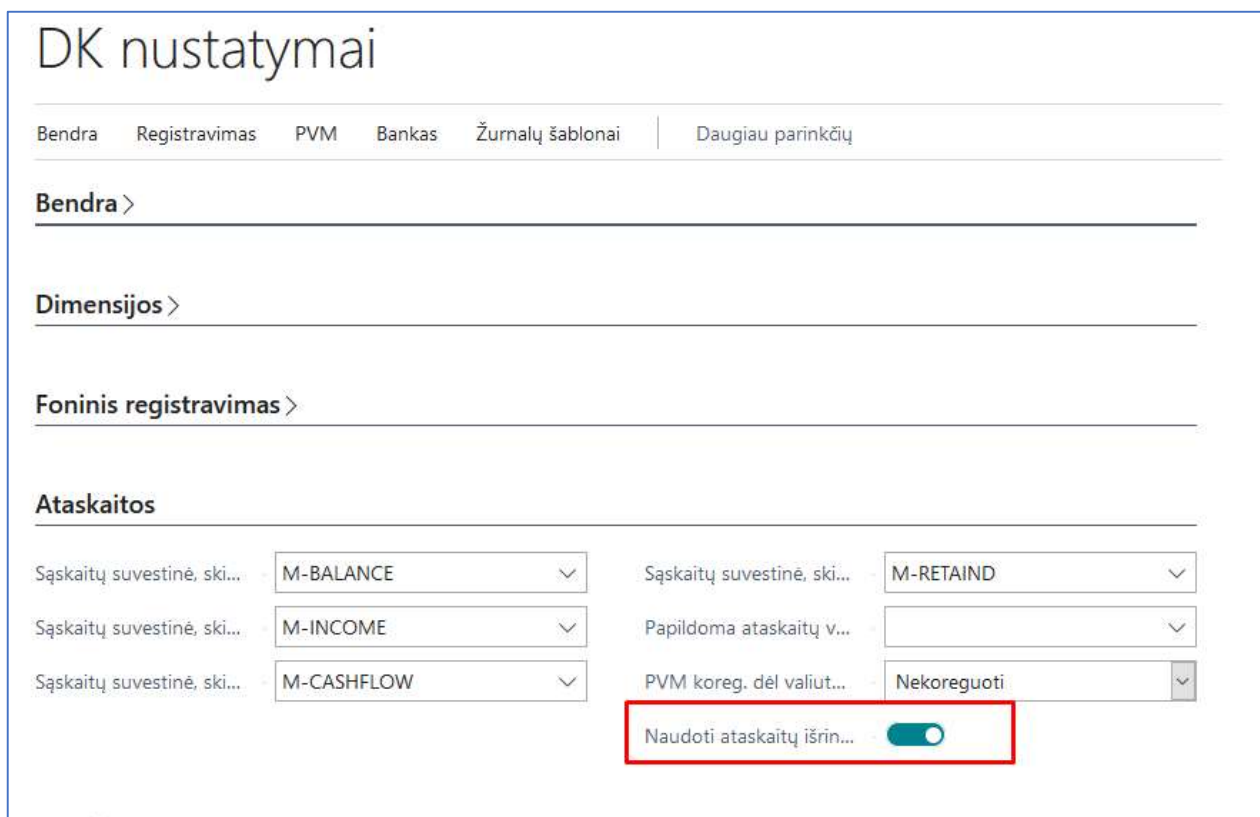 DK nustatymai
Bendra Registravimas PVM Bankas Žurnalų šablonai Daugiau parinkčių
Bendra
Dimensijos
Foninis registravimas
Ataskaitos
Sąskaitų suvestinė, ski... M-BALANCE Sąskaitų suvestinė, ski... M-RETAIND
Sąskaitų suvestinė, ski... M-INCOME Papildoma ataskaitų v...
Sąskaitų suvestinė, ski... M-CASHFLOW PVM koreg. dėl valiut... Nekoreguoti
Naudoti ataskaitų išrin...